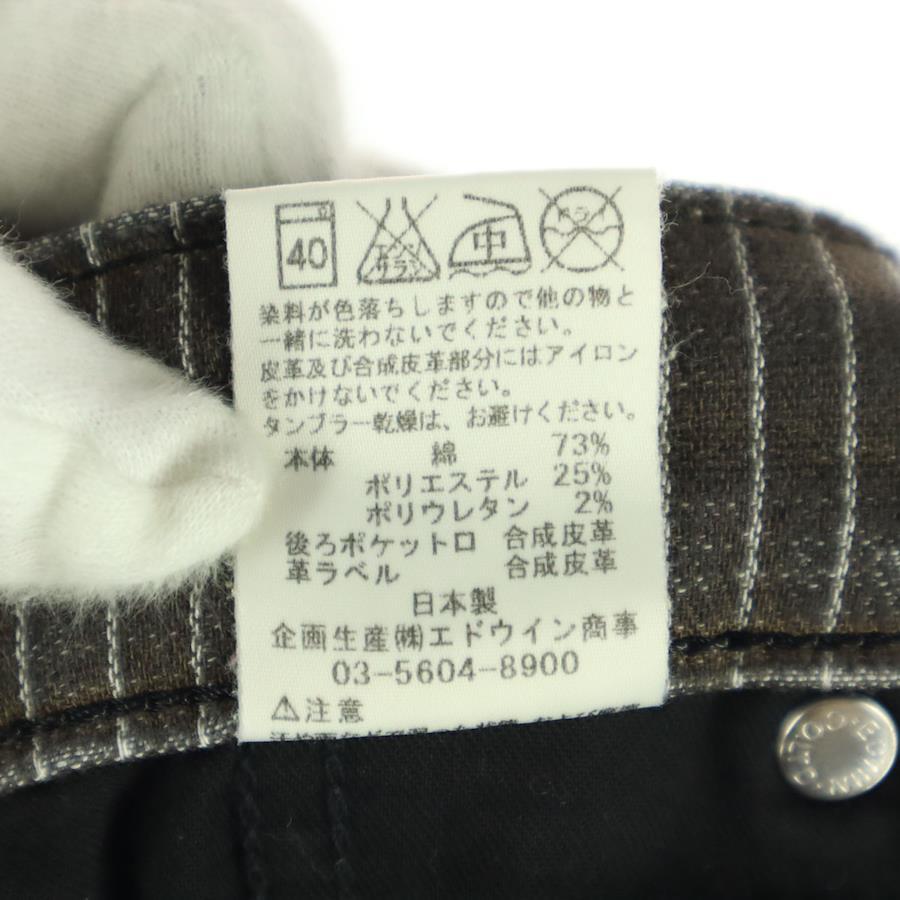 40
エンソサラシ
中
ドライ
染料が色落ちしますので他の物と
一緒に洗わないでください。
皮革及び合成皮革部分にはアイロン
をかけないでください。
タンブラー乾燥は、お避けください。
本体 綿 73%
ポリエステル 25%
ポリウレタン 2%
後ろポケット口 合成皮革
革ラベル 合成皮革
日本製
企画生産㈱エドウイン商事
03-5604-8900
⚠注意
EDWIN